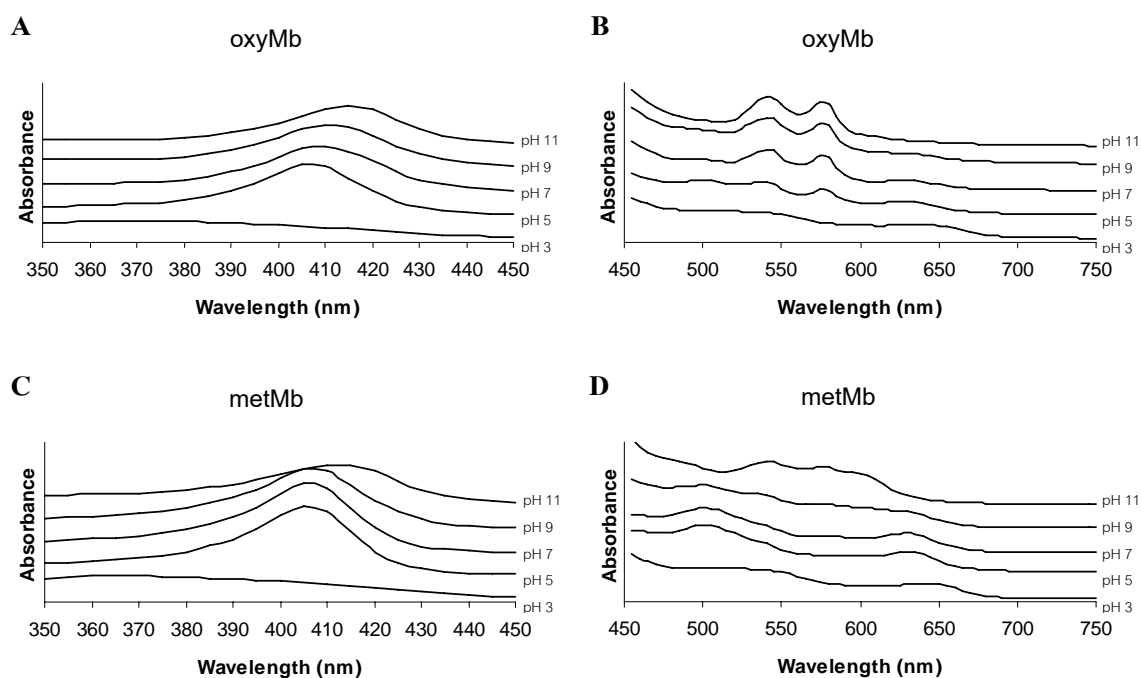 A
oxyMb
Absorbance
pH 11
pH 9
pH 7
pH 5
pH 3
350 360 370 380 390 400 410 420 430 440 450
Wavelength (nm)
B
oxyMb
Absorbance
pH 11
pH 9
pH 7
pH 5
pH 3
450 500 550 600 650 700 750
Wavelength (nm)
C
metMb
Absorbance
pH 11
pH 9
pH 7
pH 5
pH 3
350 360 370 380 390 400 410 420 430 440 450
Wavelength (nm)
D
metMb
Absorbance
pH 11
pH 9
pH 7
pH 5
pH 3
450 500 550 600 650 700 750
Wavelength (nm)